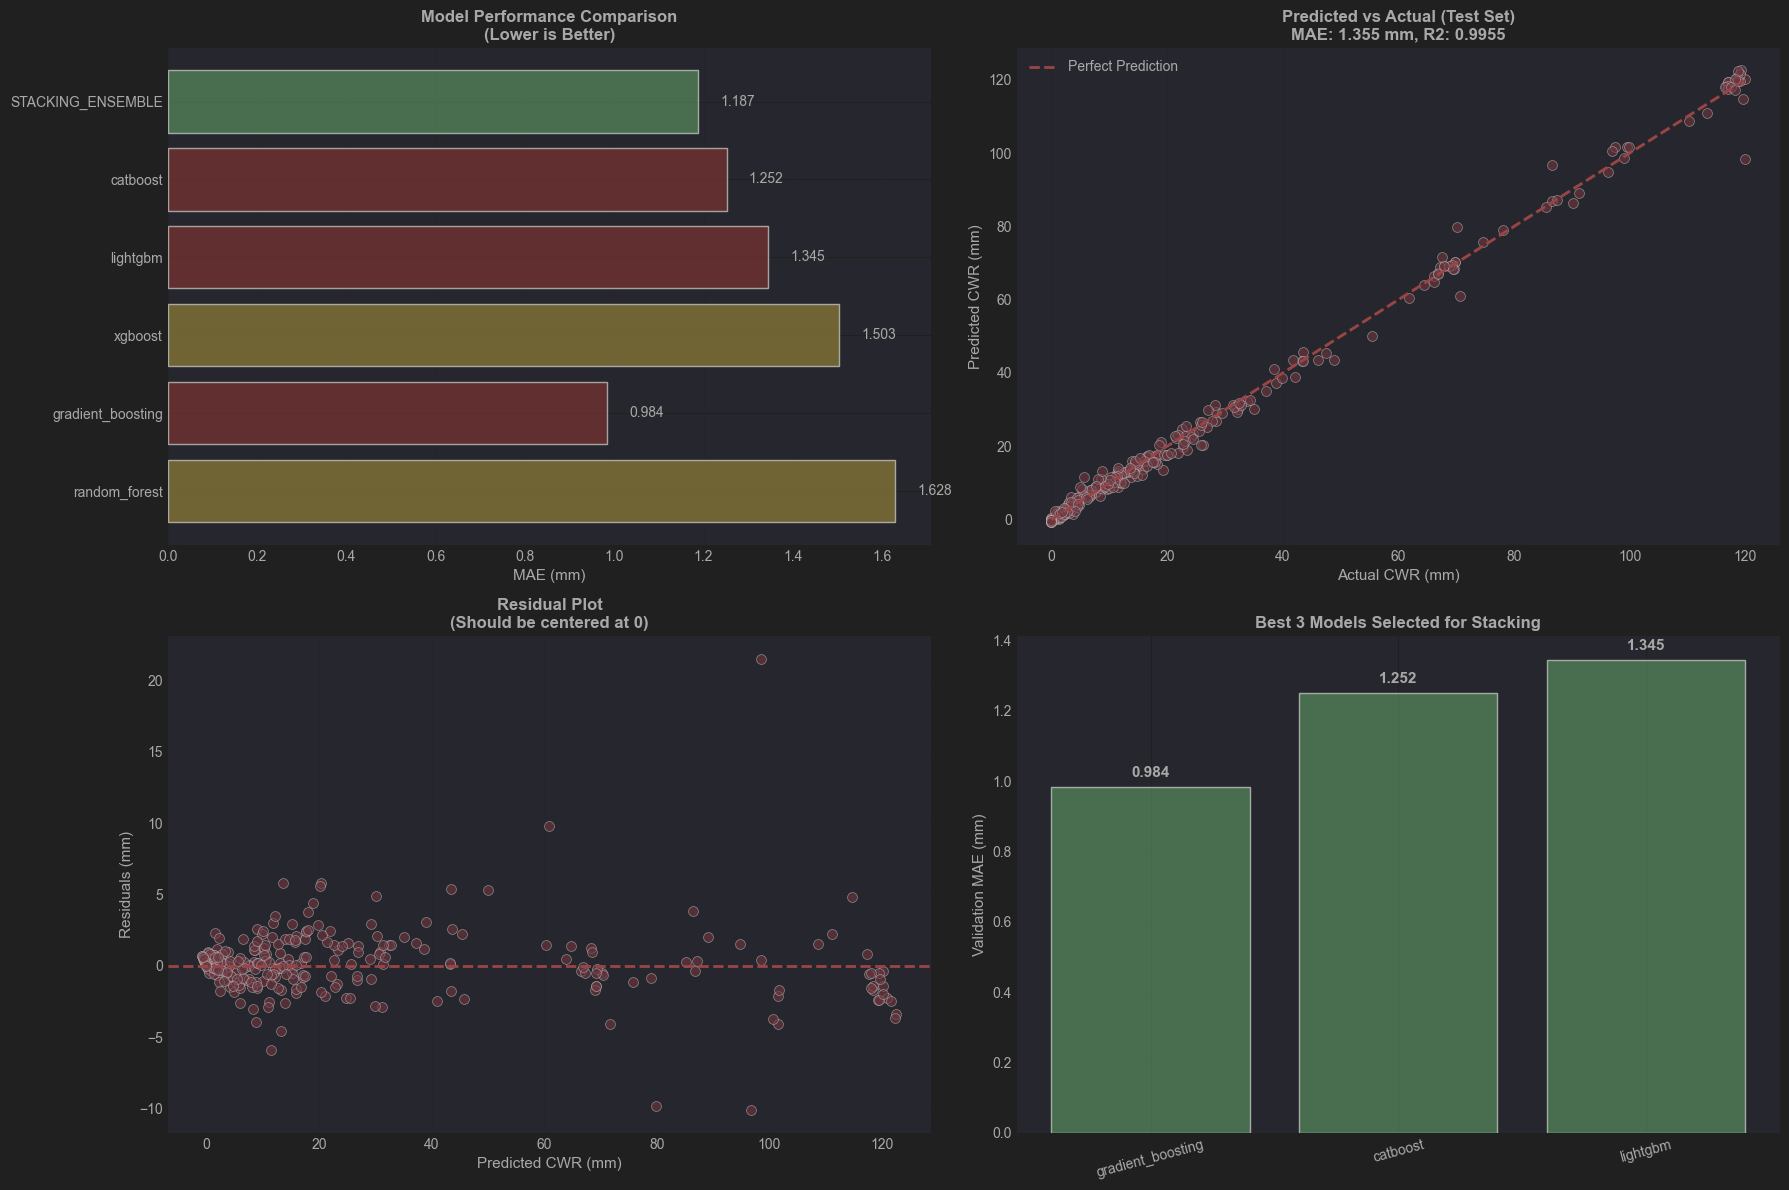 Model Performance Comparison
(Lower is Better)
STACKING_ENSEMBLE
1.187
catboost
1.252
lightgbm
1.345
xgboost
1.503
gradient_boosting
0.984
random_forest
1.628
0.0 0.2 0.4 0.6 0.8 1.0 1.2 1.4 1.6
MAE (mm)
Predicted vs Actual (Test Set)
MAE: 1.355 mm, R2: 0.9955
Perfect Prediction
Predicted CWR (mm)
120
100
80
60
40
20
0
0 20 40 60 80 100 120
Actual CWR (mm)
Residual Plot
(Should be centered at 0)
Residuals (mm)
20
15
10
5
0
−5
−10
0 20 40 60 80 100 120
Predicted CWR (mm)
Best 3 Models Selected for Stacking
Validation MAE (mm)
1.4
1.2
1.0
0.8
0.6
0.4
0.2
0.0
0.984
1.252
1.345
gradient_boosting
catboost
lightgbm